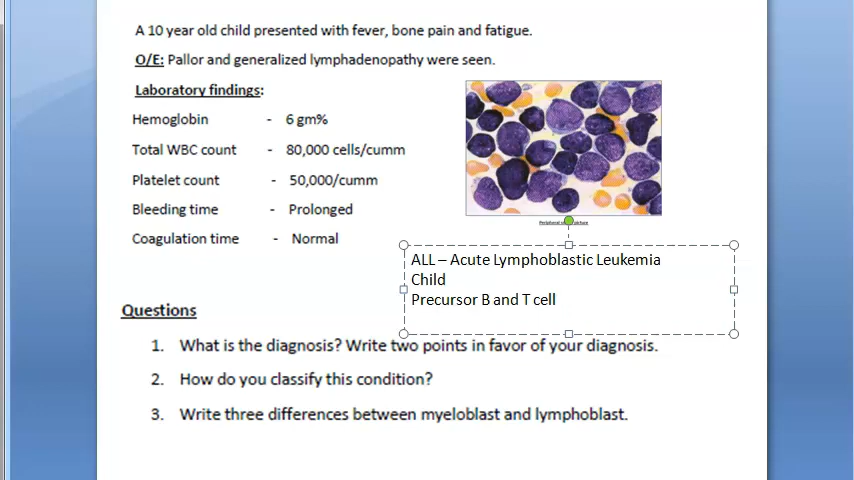 A 10 year old child presented with fever, bone pain and fatigue.
O/E: Pallor and generalized lymphadenopathy were seen.
Laboratory findings:
Hemoglobin - 6 gm%
Total WBC count - 80,000 cells/cumm
Platelet count - 50,000/cumm
Bleeding time - Prolonged
Coagulation time - Normal
Peripheral picture
ALL – Acute Lymphoblastic Leukemia
Child
Precursor B and T cell
Questions
1. What is the diagnosis? Write two points in favor of your diagnosis.
2. How do you classify this condition?
3. Write three differences between myeloblast and lymphoblast.